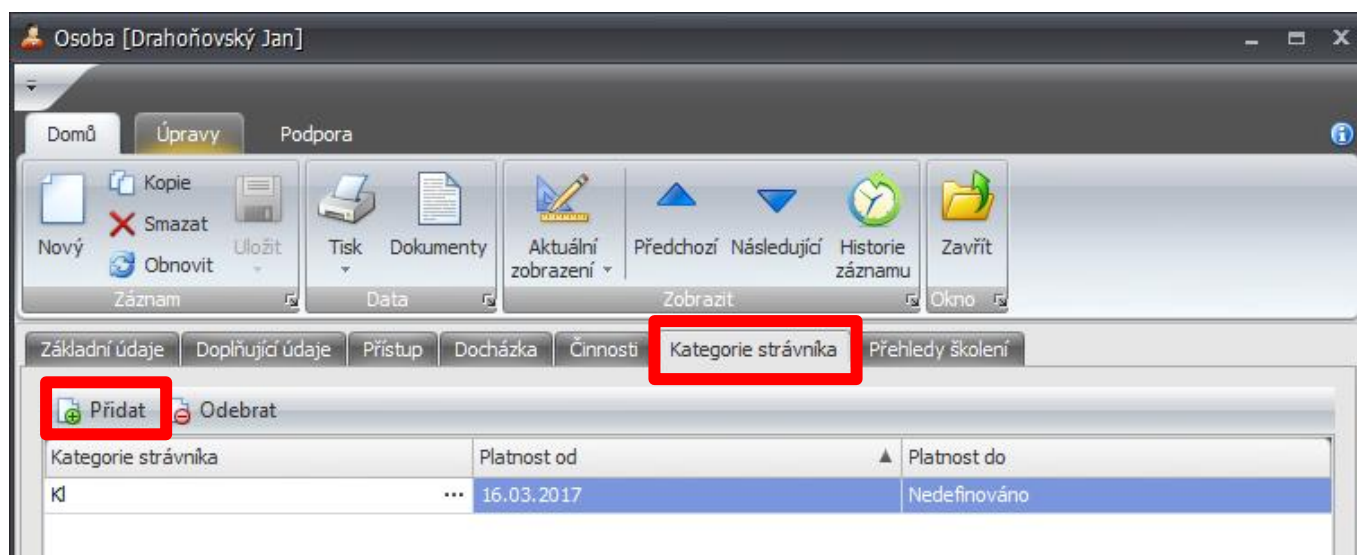 Osoba [Drahoňovský Jan]
Domů Úpravy Podpora
Nový
Kopie
Smazat
Obnovit
Uložit
Záznam
Tisk
Dokumenty
Data
Aktuální
zobrazení
Předchozí
Následující
Historie
záznamu
Zobrazit
Zavřít
Okno
Základní údaje Doplňující údaje Přístup Docházka Činnosti Kategorie strávníka Přehledy školení
Přidat Odebrat
Kategorie strávníka Platnost od Platnost do
Kl ... 16.03.2017 Nedefinováno